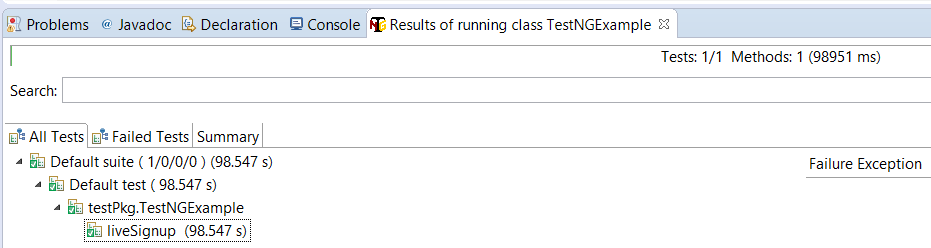 Problems @ Javadoc Declaration Console Results of running class TestNGExample
Tests: 1/1 Methods: 1 (98951 ms)
Search:
All Tests Failed Tests Summary
Default suite ( 1/0/0/0 ) (98.547 s)
Failure Exception
Default test ( 98.547 s)
testPkg.TestNGExample
liveSignup (98.547 s)